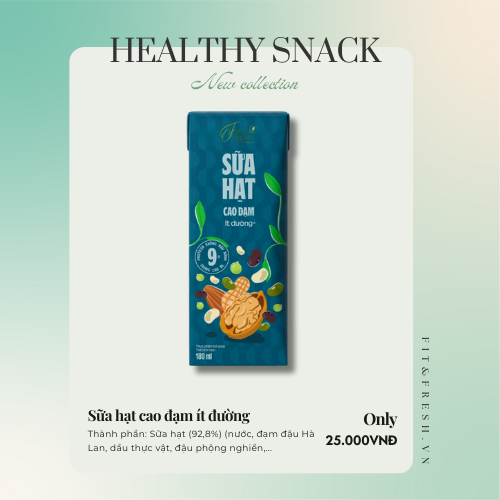 HEALTHY SNACK
New collection
SỮA
HẠT
CAO ĐẠM
ít đường
9
180 ml
FIT&FRESH.VN
Sữa hạt cao đạm ít đường
Thành phần: Sữa hạt (92,8%) (nước, đạm đậu Hà
Lan, dầu thực vật, đậu phộng nghiền,...
Only
25.000VNĐ